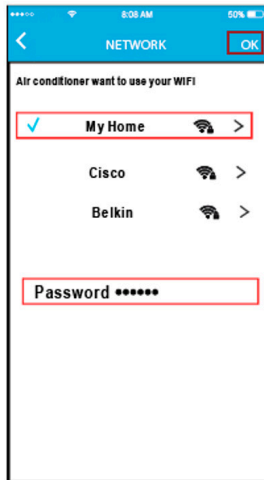 8:08 AM 50%
NETWORK OK
Air conditioner want to use your WIFI
My Home
Cisco
Belkin
Password ••••••